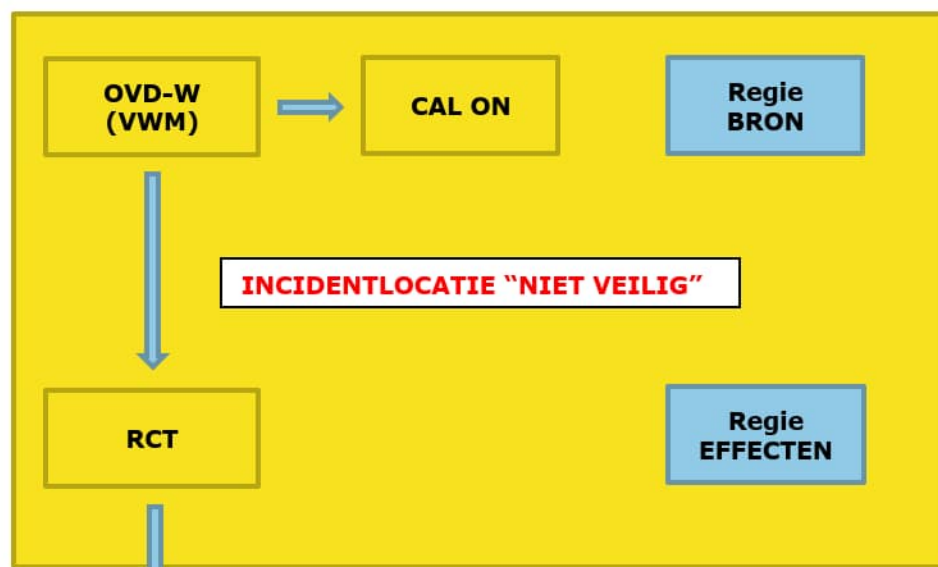 OVD-W
(VWM)
CAL ON
Regie
BRON
INCIDENTLOCATIE “NIET VEILIG”
RCT
Regie
EFFECTEN